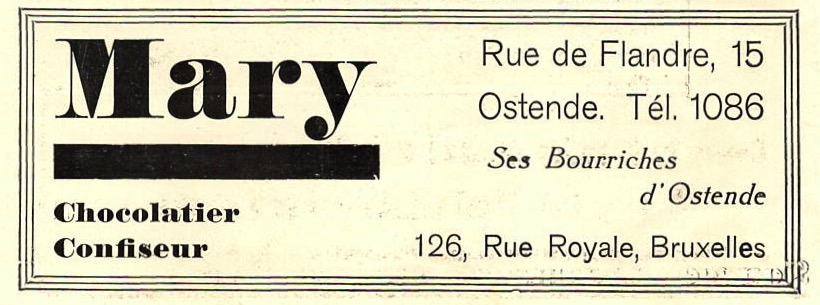 Mary
Chocolatier
Confiseur
Rue de Flandre, 15
Ostende. Tél. 1086
Ses Bourriches
d'Ostende
126, Rue Royale, Bruxelles